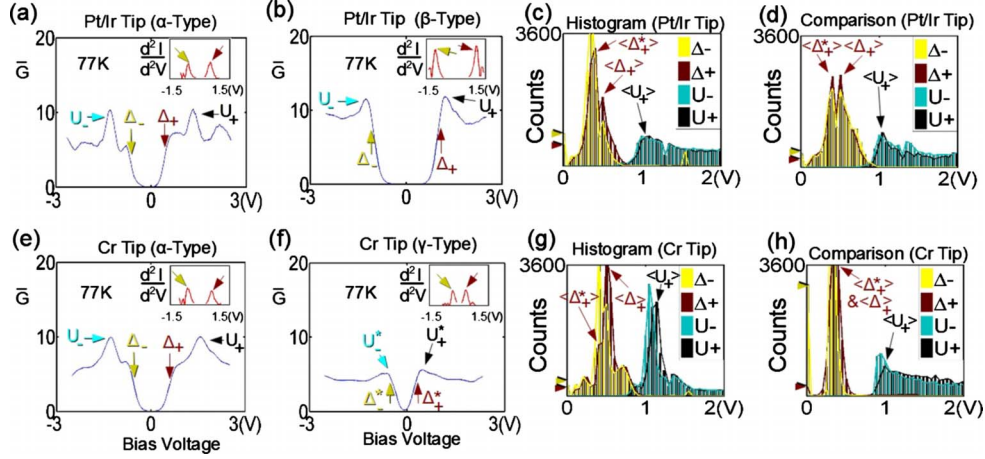 (a) Pt/Ir Tip (α-Type)
20
G̅
10
0
77K
d²I
d²V
-1.5 1.5(V)
U₋
Δ₋
Δ₊
U₊
-3 0 3(V)
(b) Pt/Ir Tip (β-Type)
20
G̅
10
0
77K
d²I
d²V
-1.5 1.5(V)
U₋
U₊
Δ₋
Δ₊
-3 0 3(V)
(c) Histogram (Pt/Ir Tip)
3600
Counts
<Δ*₊>
<Δ₊>
<U₊>
Δ-
Δ+
U-
U+
0 1 2(V)
(d) Comparison (Pt/Ir Tip)
3600
Counts
<Δ*₊> <Δ₊>
<U₊>
Δ-
Δ+
U-
U+
0 1 2(V)
(e) Cr Tip (α-Type)
20
G̅
10
0
77K
d²I
d²V
-1.5 1.5(V)
U₋
Δ₋
Δ₊
U₊
-3 0 3(V)
Bias Voltage
(f) Cr Tip (γ-Type)
20
G̅
10
0
77K
d²I
d²V
-1.5 1.5(V)
U*₋
U*₊
Δ*₋
Δ*₊
-3 0 3(V)
Bias Voltage
(g) Histogram (Cr Tip)
3600
Counts
<Δ*₊>
<Δ₊>
<U₊>
Δ-
Δ+
U-
U+
0 1 2(V)
(h) Comparison (Cr Tip)
3600
Counts
<Δ*₊>
&<Δ₊>
<U₊>
Δ-
Δ+
U-
U+
0 1 2(V)